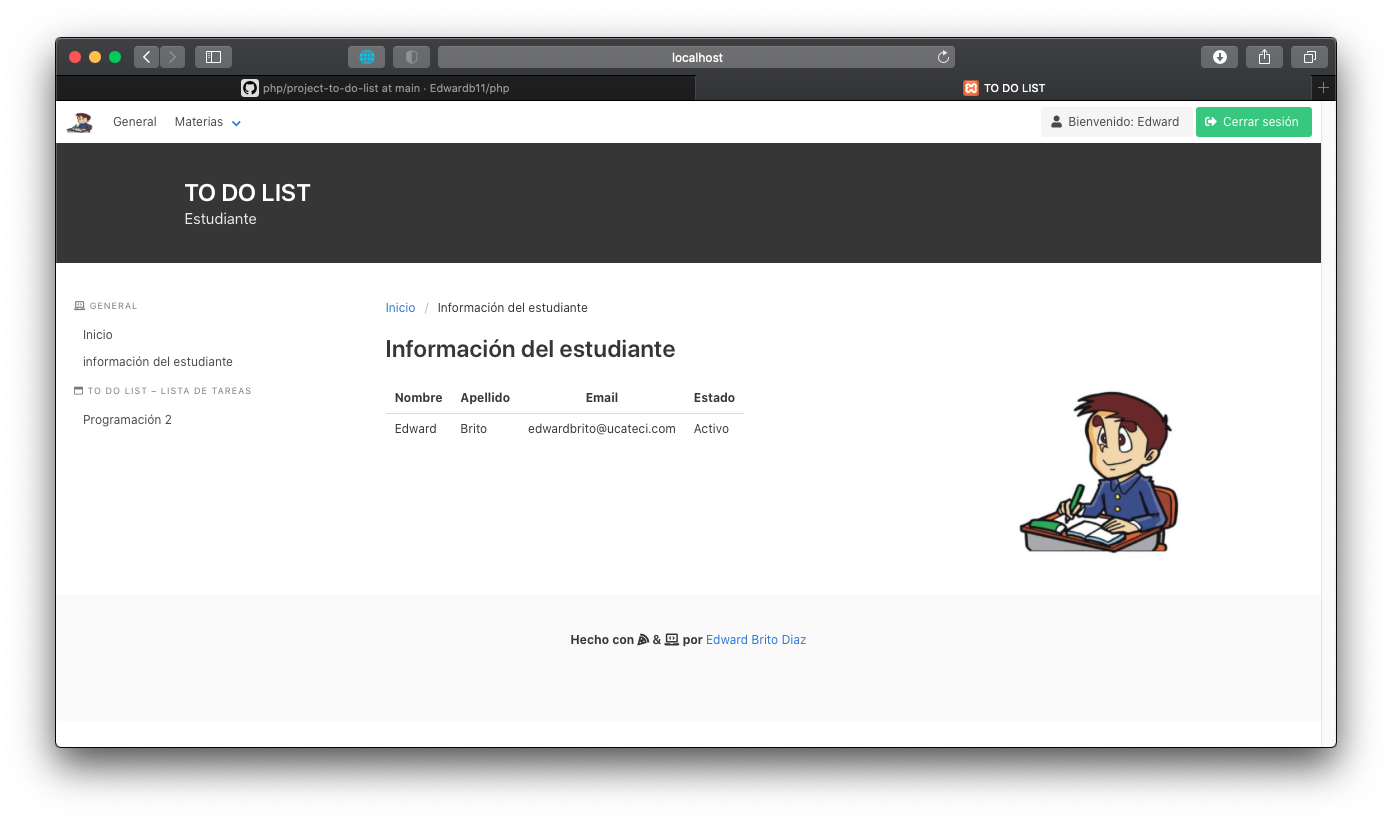 localhost
php/project-to-do-list at main · Edwardb11/php
TO DO LIST
General
Materias
Bienvenido: Edward
Cerrar sesión
TO DO LIST
Estudiante
GENERAL
Inicio
información del estudiante
TO DO LIST – LISTA DE TAREAS
Programación 2
Inicio / Información del estudiante
Información del estudiante
Nombre Apellido Email Estado
Edward Brito edwardbrito@ucateci.com Activo
Hecho con & por Edward Brito Diaz